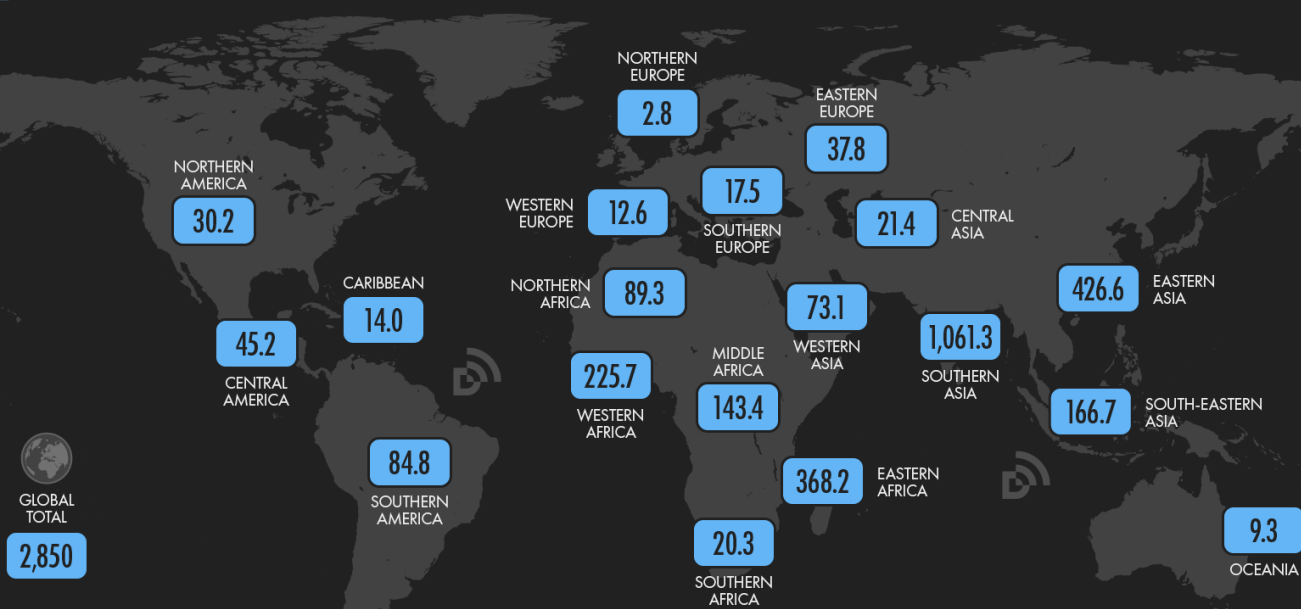 NORTHERN
EUROPE
2.8
EASTERN
EUROPE
37.8
NORTHERN
AMERICA
30.2
WESTERN
EUROPE
12.6
17.5
SOUTHERN
EUROPE
21.4
CENTRAL
ASIA
CARIBBEAN
14.0
NORTHERN
AFRICA
89.3
73.1
WESTERN
ASIA
426.6
EASTERN
ASIA
45.2
CENTRAL
AMERICA
1,061.3
SOUTHERN
ASIA
225.7
WESTERN
AFRICA
MIDDLE
AFRICA
143.4
166.7
SOUTH-EASTERN
ASIA
84.8
SOUTHERN
AMERICA
368.2
EASTERN
AFRICA
GLOBAL
TOTAL
2,850
20.3
SOUTHERN
AFRICA
9.3
OCEANIA